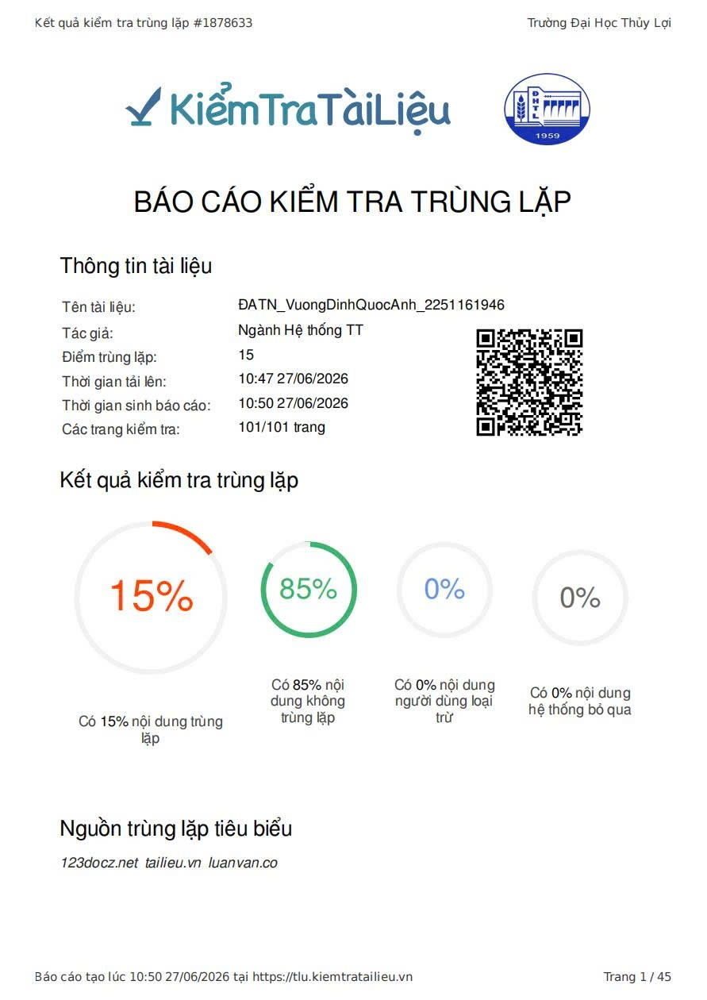 Kết quả kiểm tra trùng lặp #1878633
Trường Đại Học Thủy Lợi
KiểmTraTàiLiệu
ĐHTL
1959
BÁO CÁO KIỂM TRA TRÙNG LẶP
Thông tin tài liệu
Tên tài liệu: ĐATN_VuongDinhQuocAnh_2251161946
Tác giả: Ngành Hệ thống TT
Điểm trùng lặp: 15
Thời gian tải lên: 10:47 27/06/2026
Thời gian sinh báo cáo: 10:50 27/06/2026
Các trang kiểm tra: 101/101 trang
Kết quả kiểm tra trùng lặp
15%
85%
0%
0%
Có 15% nội dung trùng
lặp
Có 85% nội
dung không
trùng lặp
Có 0% nội dung
người dùng loại
trừ
Có 0% nội dung
hệ thống bỏ qua
Nguồn trùng lặp tiêu biểu
123docz.net tailieu.vn luanvan.co
Báo cáo tạo lúc 10:50 27/06/2026 tại https://tlu.kiemtratailieu.vn
Trang 1 / 45